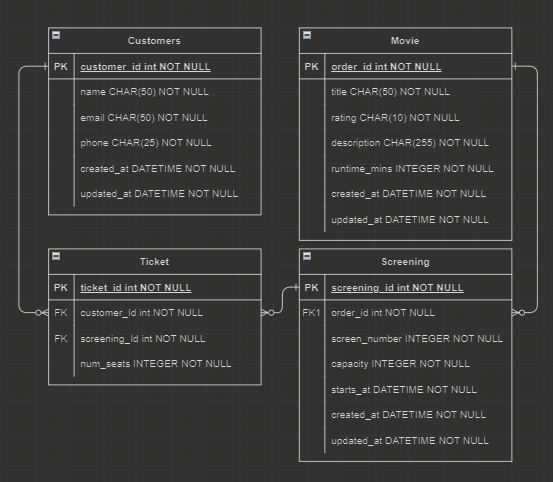 Customers
PK customer_id int NOT NULL
name CHAR(50) NOT NULL
email CHAR(50) NOT NULL
phone CHAR(25) NOT NULL
created_at DATETIME NOT NULL
updated_at DATETIME NOT NULL
Movie
PK order_id int NOT NULL
title CHAR(50) NOT NULL
rating CHAR(10) NOT NULL
description CHAR(255) NOT NULL
runtime_mins INTEGER NOT NULL
created_at DATETIME NOT NULL
updated_at DATETIME NOT NULL
Ticket
PK ticket_id int NOT NULL
FK customer_Id int NOT NULL
FK screening_Id int NOT NULL
num_seats INTEGER NOT NULL
Screening
PK screening_id int NOT NULL
FK1 order_id int NOT NULL
screen_number INTEGER NOT NULL
capacity INTEGER NOT NULL
starts_at DATETIME NOT NULL
created_at DATETIME NOT NULL
updated_at DATETIME NOT NULL